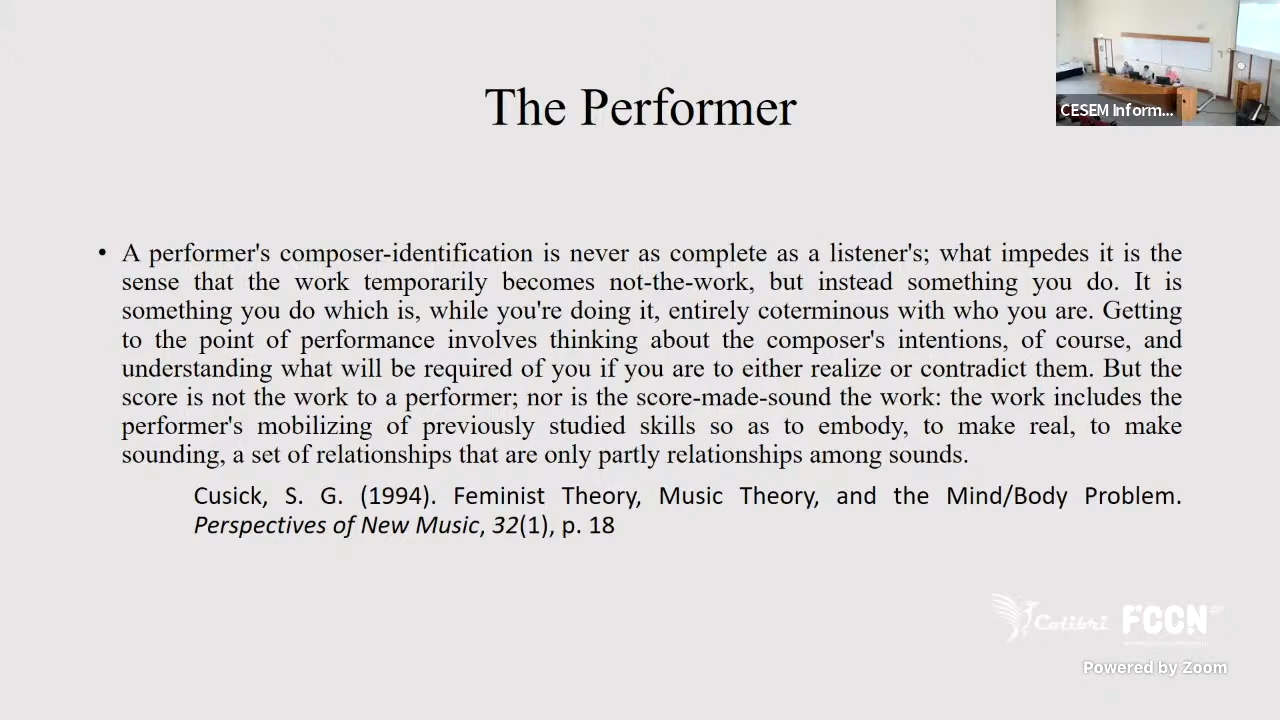 The Performer
CESEM Inform...
• A performer's composer-identification is never as complete as a listener's; what impedes it is the
sense that the work temporarily becomes not-the-work, but instead something you do. It is
something you do which is, while you're doing it, entirely coterminous with who you are. Getting
to the point of performance involves thinking about the composer's intentions, of course, and
understanding what will be required of you if you are to either realize or contradict them. But the
score is not the work to a performer; nor is the score-made-sound the work: the work includes the
performer's mobilizing of previously studied skills so as to embody, to make real, to make
sounding, a set of relationships that are only partly relationships among sounds.
Cusick, S. G. (1994). Feminist Theory, Music Theory, and the Mind/Body Problem.
Perspectives of New Music, 32(1), p. 18
Colibri FCCN
Powered by Zoom